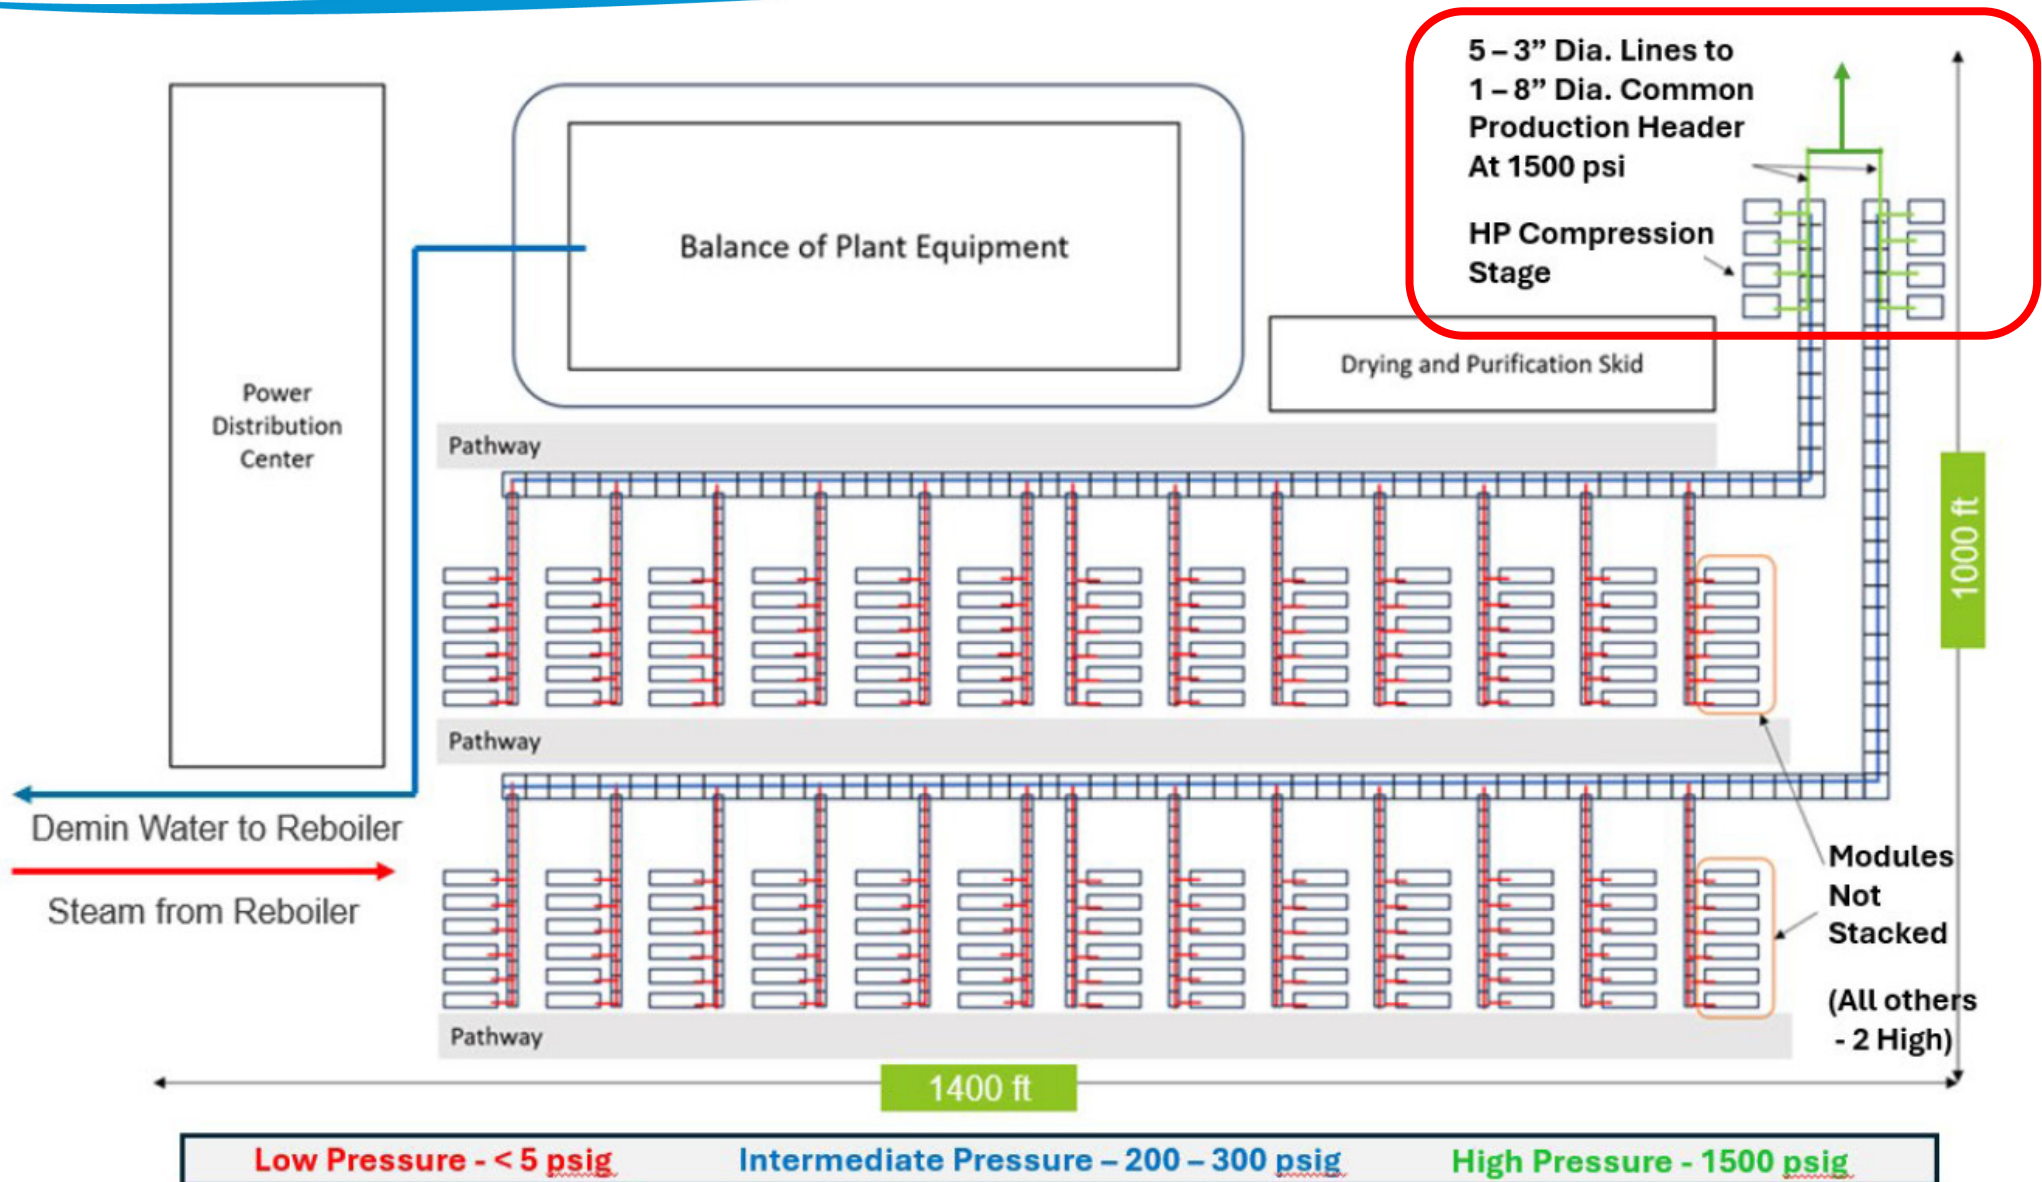 5 – 3” Dia. Lines to
1 – 8” Dia. Common
Production Header
At 1500 psi
HP Compression
Stage
Balance of Plant Equipment
Drying and Purification Skid
Power
Distribution
Center
Pathway
1000 ft
Pathway
Demin Water to Reboiler
Steam from Reboiler
Modules
Not
Stacked
(All others
- 2 High)
Pathway
1400 ft
Low Pressure - < 5 psig
Intermediate Pressure – 200 – 300 psig
High Pressure - 1500 psig